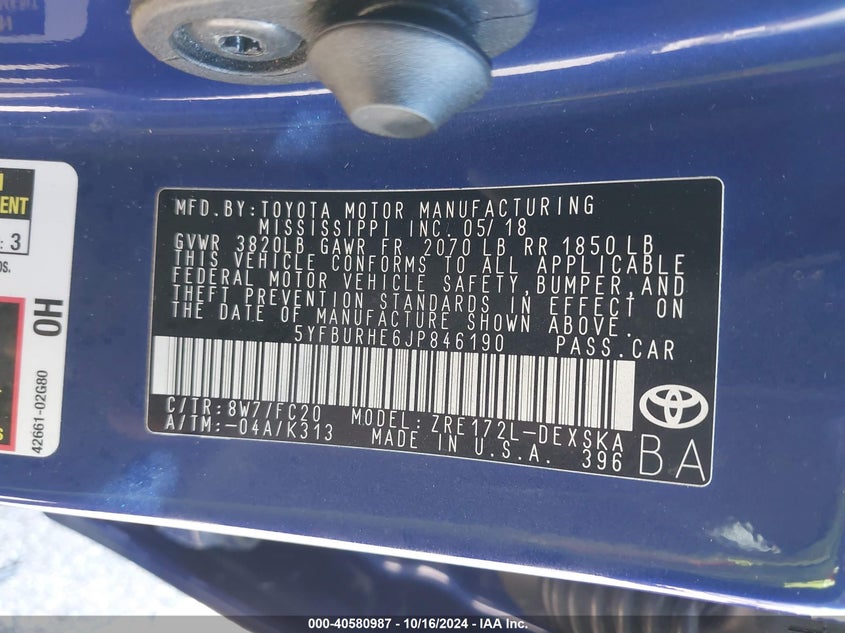 MFD.BY:TOYOTA MOTOR MANUFACTURING
MISSISSIPPI INC. 05/18
GVWR 3820LB GAWR FR 2070 LB RR 1850 LB
THIS VEHICLE CONFORMS TO ALL APPLICABLE
FEDERAL MOTOR VEHICLE SAFETY,BUMPER,AND
THEFT PREVENTION STANDARDS IN EFFECT ON
THE DATE OF MANUFACTURE SHOWN ABOVE.
5YFBURHE6JP846190 PASS.CAR
C/TR:8W7/FC20 MODEL:ZRE172L-DEXSKA
A/TM:-04A/K313 MADE IN U.S.A. 396
BA
: 3
OH
42661-02G80
000-40580987 - 10/16/2024 - IAA Inc.